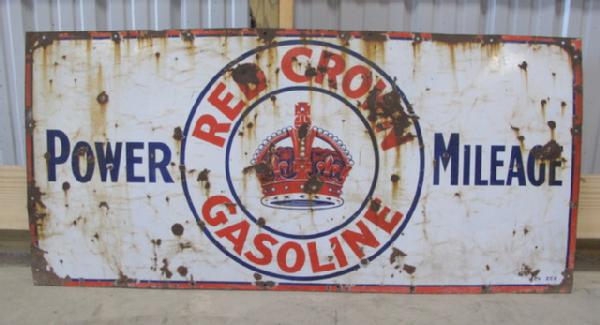 RED CROWN
POWER
MILEAGE
GASOLINE